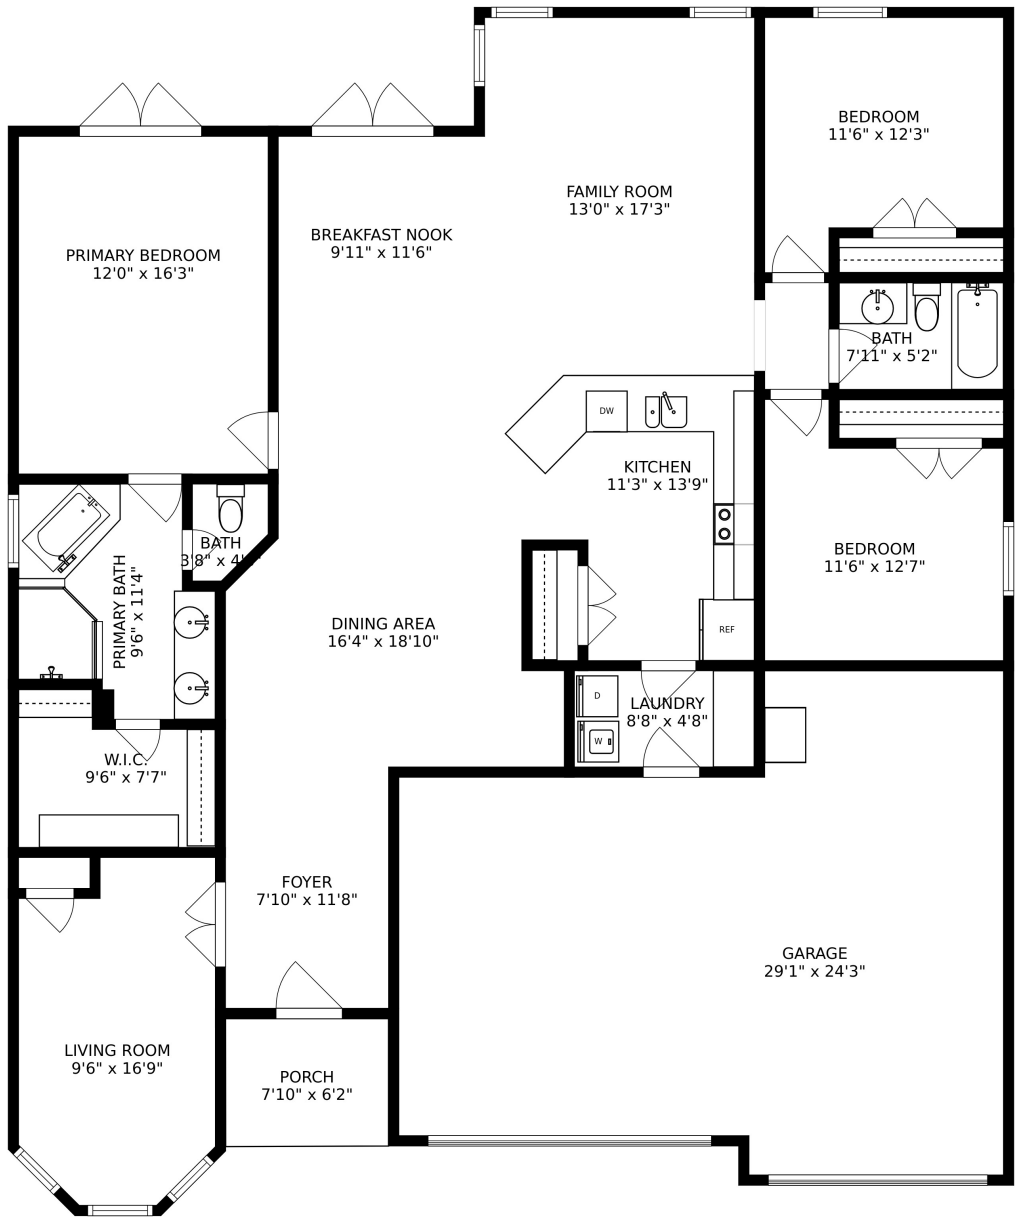 BEDROOM
11'6" x 12'3"
FAMILY ROOM
13'0" x 17'3"
BREAKFAST NOOK
9'11" x 11'6"
PRIMARY BEDROOM
12'0" x 16'3"
BATH
7'11" x 5'2"
DW
KITCHEN
11'3" x 13'9"
BEDROOM
11'6" x 12'7"
BATH
3'8" x
PRIMARY BATH
9'6" x 11'4"
DINING AREA
16'4" x 18'10"
REF
D
LAUNDRY
8'8" x 4'8"
W
W.I.C.
9'6" x 7'7"
FOYER
7'10" x 11'8"
GARAGE
29'1" x 24'3"
LIVING ROOM
9'6" x 16'9"
PORCH
7'10" x 6'2"